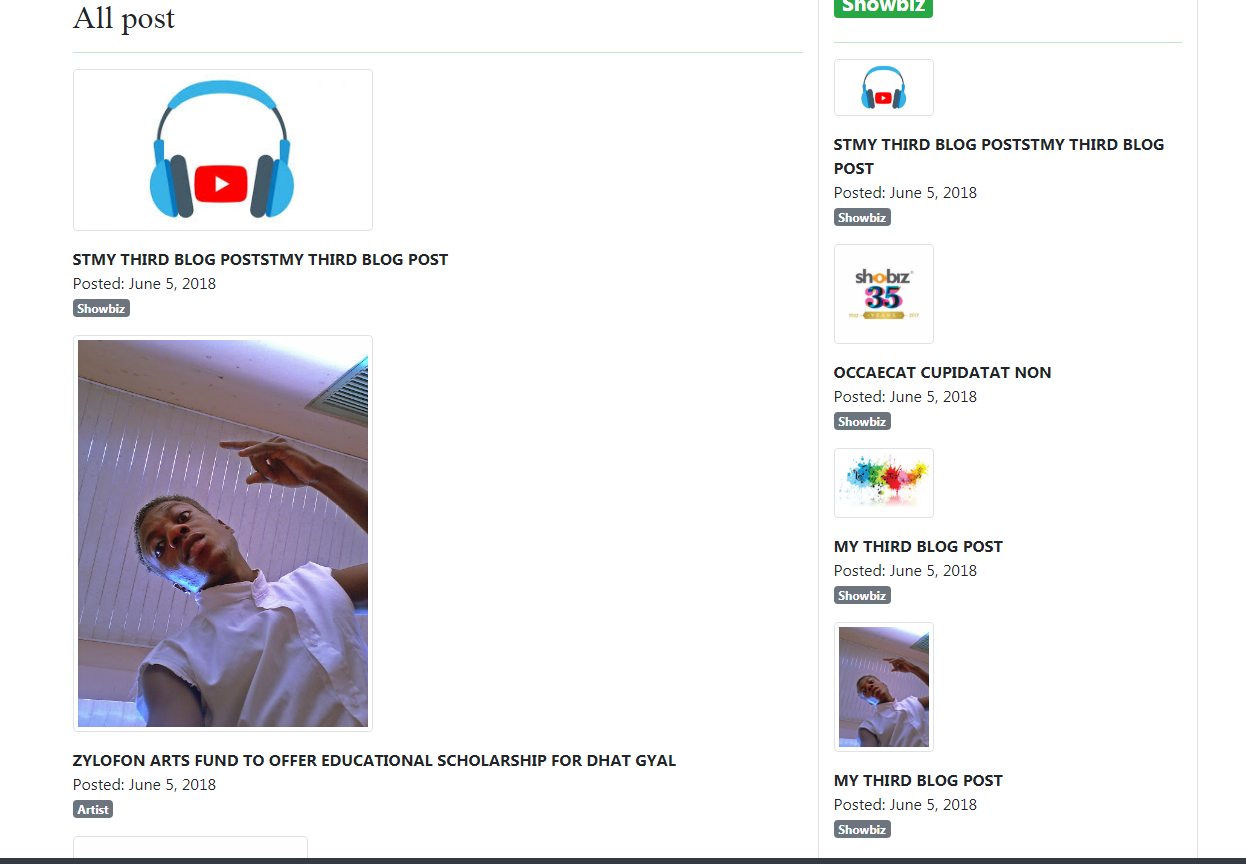 All post
STMY THIRD BLOG POSTSTMY THIRD BLOG POST
Posted: June 5, 2018
Showbiz
ZYLOFON ARTS FUND TO OFFER EDUCATIONAL SCHOLARSHIP FOR DHAT GYAL
Posted: June 5, 2018
Artist
Showbiz
STMY THIRD BLOG POSTSTMY THIRD BLOG
POST
Posted: June 5, 2018
Showbiz
shobiz
35
YEARS
OCCAECAT CUPIDATAT NON
Posted: June 5, 2018
Showbiz
MY THIRD BLOG POST
Posted: June 5, 2018
Showbiz
MY THIRD BLOG POST
Posted: June 5, 2018
Showbiz